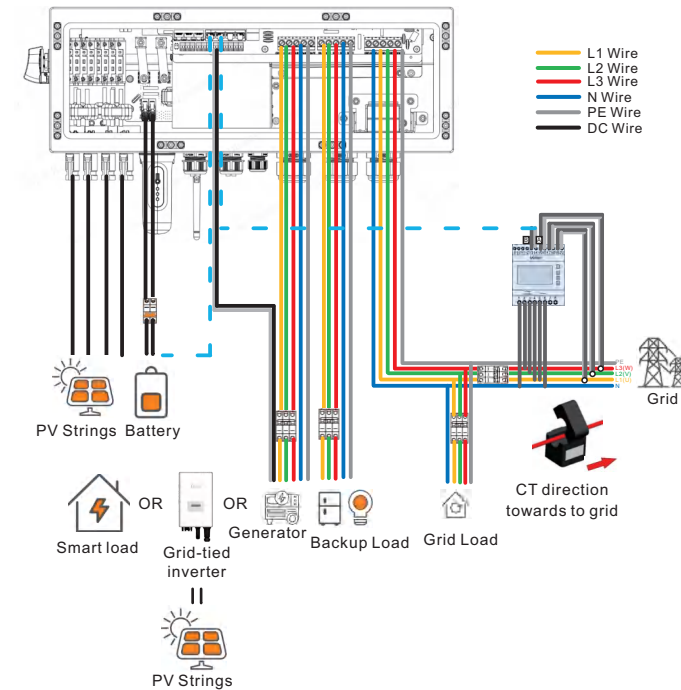 L1 Wire
L2 Wire
L3 Wire
N Wire
PE Wire
DC Wire
PE
L3(W)
L2(V)
L1(U)
N
Grid
PV Strings
Battery
CT direction
towards to grid
Smart load
OR
Grid-tied
inverter
OR
Generator
Backup Load
Grid Load
PV Strings